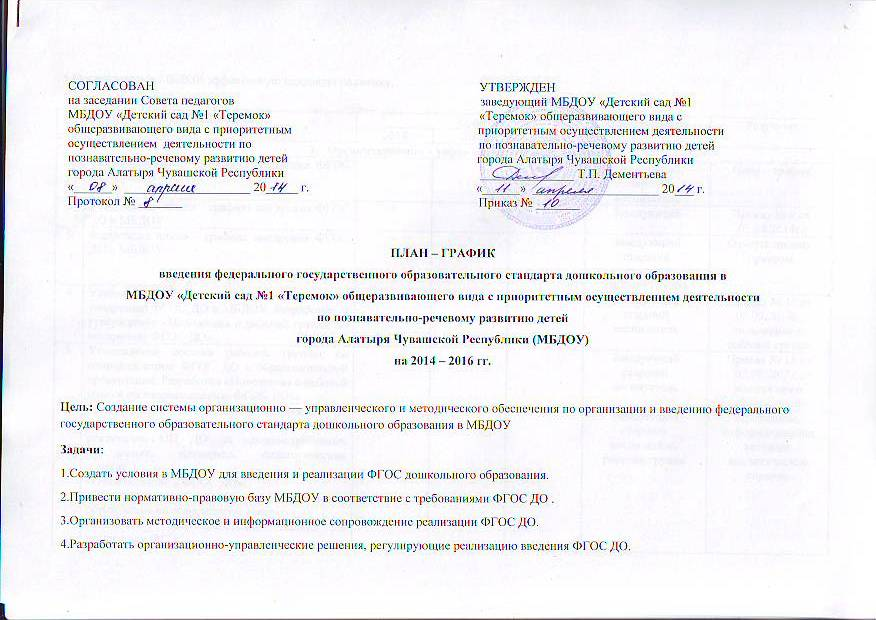 СОГЛАСОВАН
на заседании Совета педагогов
МБДОУ «Детский сад №1 «Теремок»
общеразвивающего вида с приоритетным
осуществлением деятельности по
познавательно-речевому развитию детей
города Алатыря Чувашской Республики
«08» апреля 2014 г.
Протокол № 8
УТВЕРЖДЕН
заведующий МБДОУ «Детский сад №1
«Теремок» общеразвивающего вида с
приоритетным осуществлением деятельности
по познавательно-речевому развитию детей
города Алатыря Чувашской Республики
Т.П. Дементьева
«11» апреля 2014 г.
Приказ № 10
ПЛАН – ГРАФИК
введения федерального государственного образовательного стандарта дошкольного образования в
МБДОУ «Детский сад №1 «Теремок» общеразвивающего вида с приоритетным осуществлением деятельности
по познавательно-речевому развитию детей
города Алатыря Чувашской Республики (МБДОУ)
на 2014 – 2016 гг.
Цель: Создание системы организационно — управленческого и методического обеспечения по организации и введению федерального
государственного образовательного стандарта дошкольного образования в МБДОУ
Задачи:
1.Создать условия в МБДОУ для введения и реализации ФГОС дошкольного образования.
2.Привести нормативно-правовую базу МБДОУ в соответствие с требованиями ФГОС ДО .
3.Организовать методическое и информационное сопровождение реализации ФГОС ДО.
4.Разработать организационно-управленческие решения, регулирующие реализацию введения ФГОС ДО.